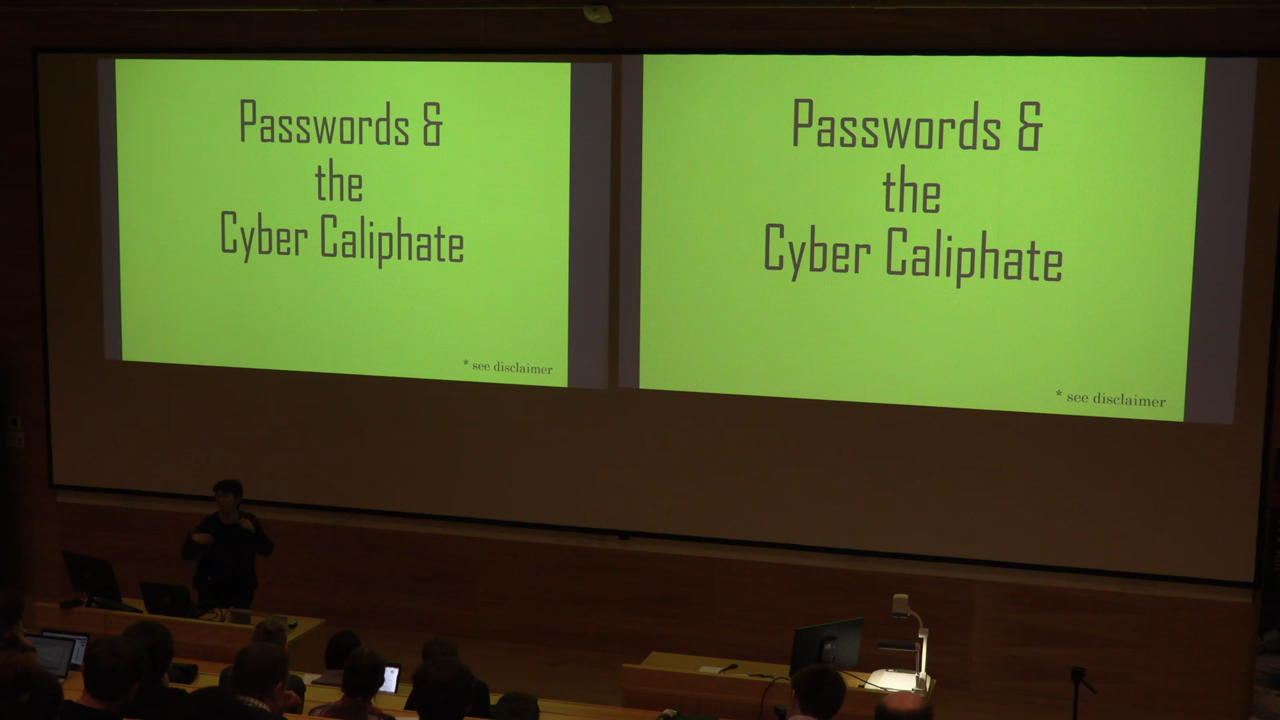 Passwords &
the
Cyber Caliphate
* see disclaimer
Passwords &
the
Cyber Caliphate
* see disclaimer